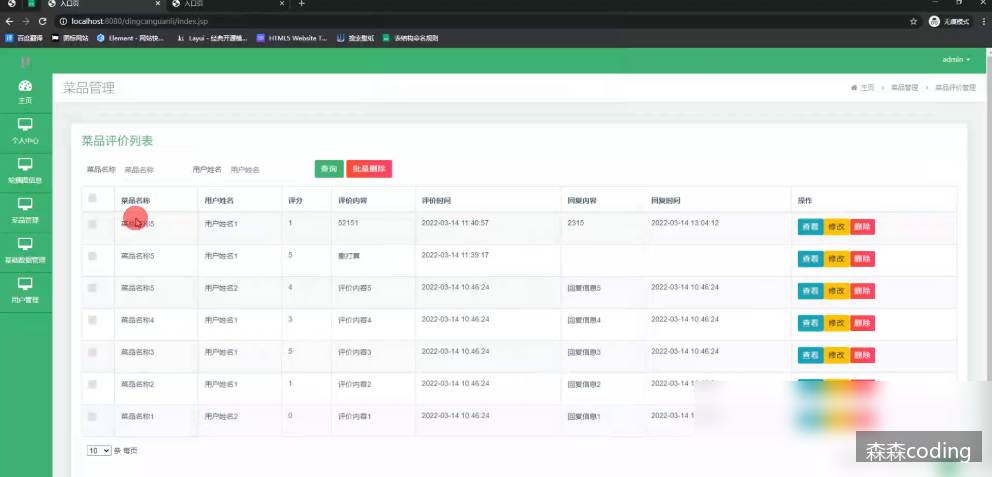 入口页
入口页
localhost:8080/dingcanguanli/index.jsp
无痕模式
百度翻译 图标网站 Element - 网站快... Layui - 经典开源模... HTML5 Website T... 搜索壁纸 表结构命名规则
admin
主页
个人中心
轮播图信息
菜品管理
基础数据管理
用户管理
菜品管理
主页 > 菜品管理 > 菜品评价管理
菜品评价列表
菜品名称 菜品名称 用户姓名 用户姓名 查询 批量删除
菜品名称 用户姓名 评分 评价内容 评价时间 回复内容 回复时间 操作
菜品名称5 用户姓名1 1 52151 2022-03-14 11:40:57 2315 2022-03-14 13:04:12 查看 修改 删除
菜品名称5 用户姓名1 5 撒打算 2022-03-14 11:39:17 查看 修改 删除
菜品名称5 用户姓名2 4 评价内容5 2022-03-14 10:46:24 回复信息5 2022-03-14 10:46:24 查看 修改 删除
菜品名称4 用户姓名1 3 评价内容4 2022-03-14 10:46:24 回复信息4 2022-03-14 10:46:24 查看 修改 删除
菜品名称3 用户姓名1 5 评价内容3 2022-03-14 10:46:24 回复信息3 2022-03-14 10:46:24 查看 修改 删除
菜品名称2 用户姓名1 1 评价内容2 2022-03-14 10:46:24 回复信息2 2022-03-14 10:46:24
菜品名称1 用户姓名2 0 评价内容1 2022-03-14 10:46:24 回复信息1 2022-03-14 1
10 条 每页
森森coding